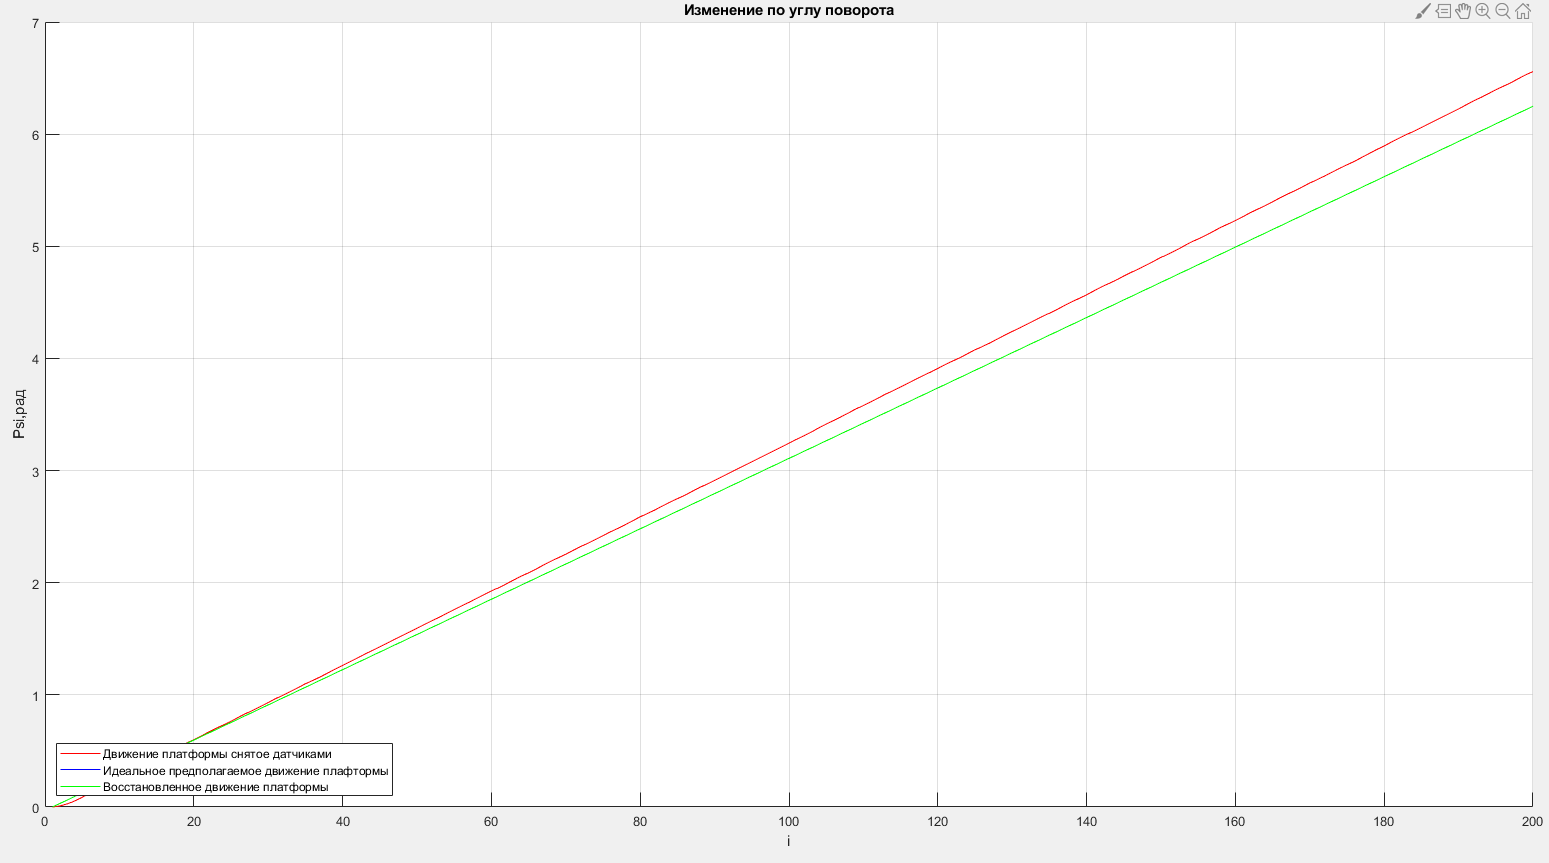 Изменение по углу поворота
7
6
5
4
3
2
1
0
Psi,рад
Движение платформы снятое датчиками
Идеальное предполагаемое движение плафтормы
Восстановленное движение платформы
0 20 40 60 80 100 120 140 160 180 200
i